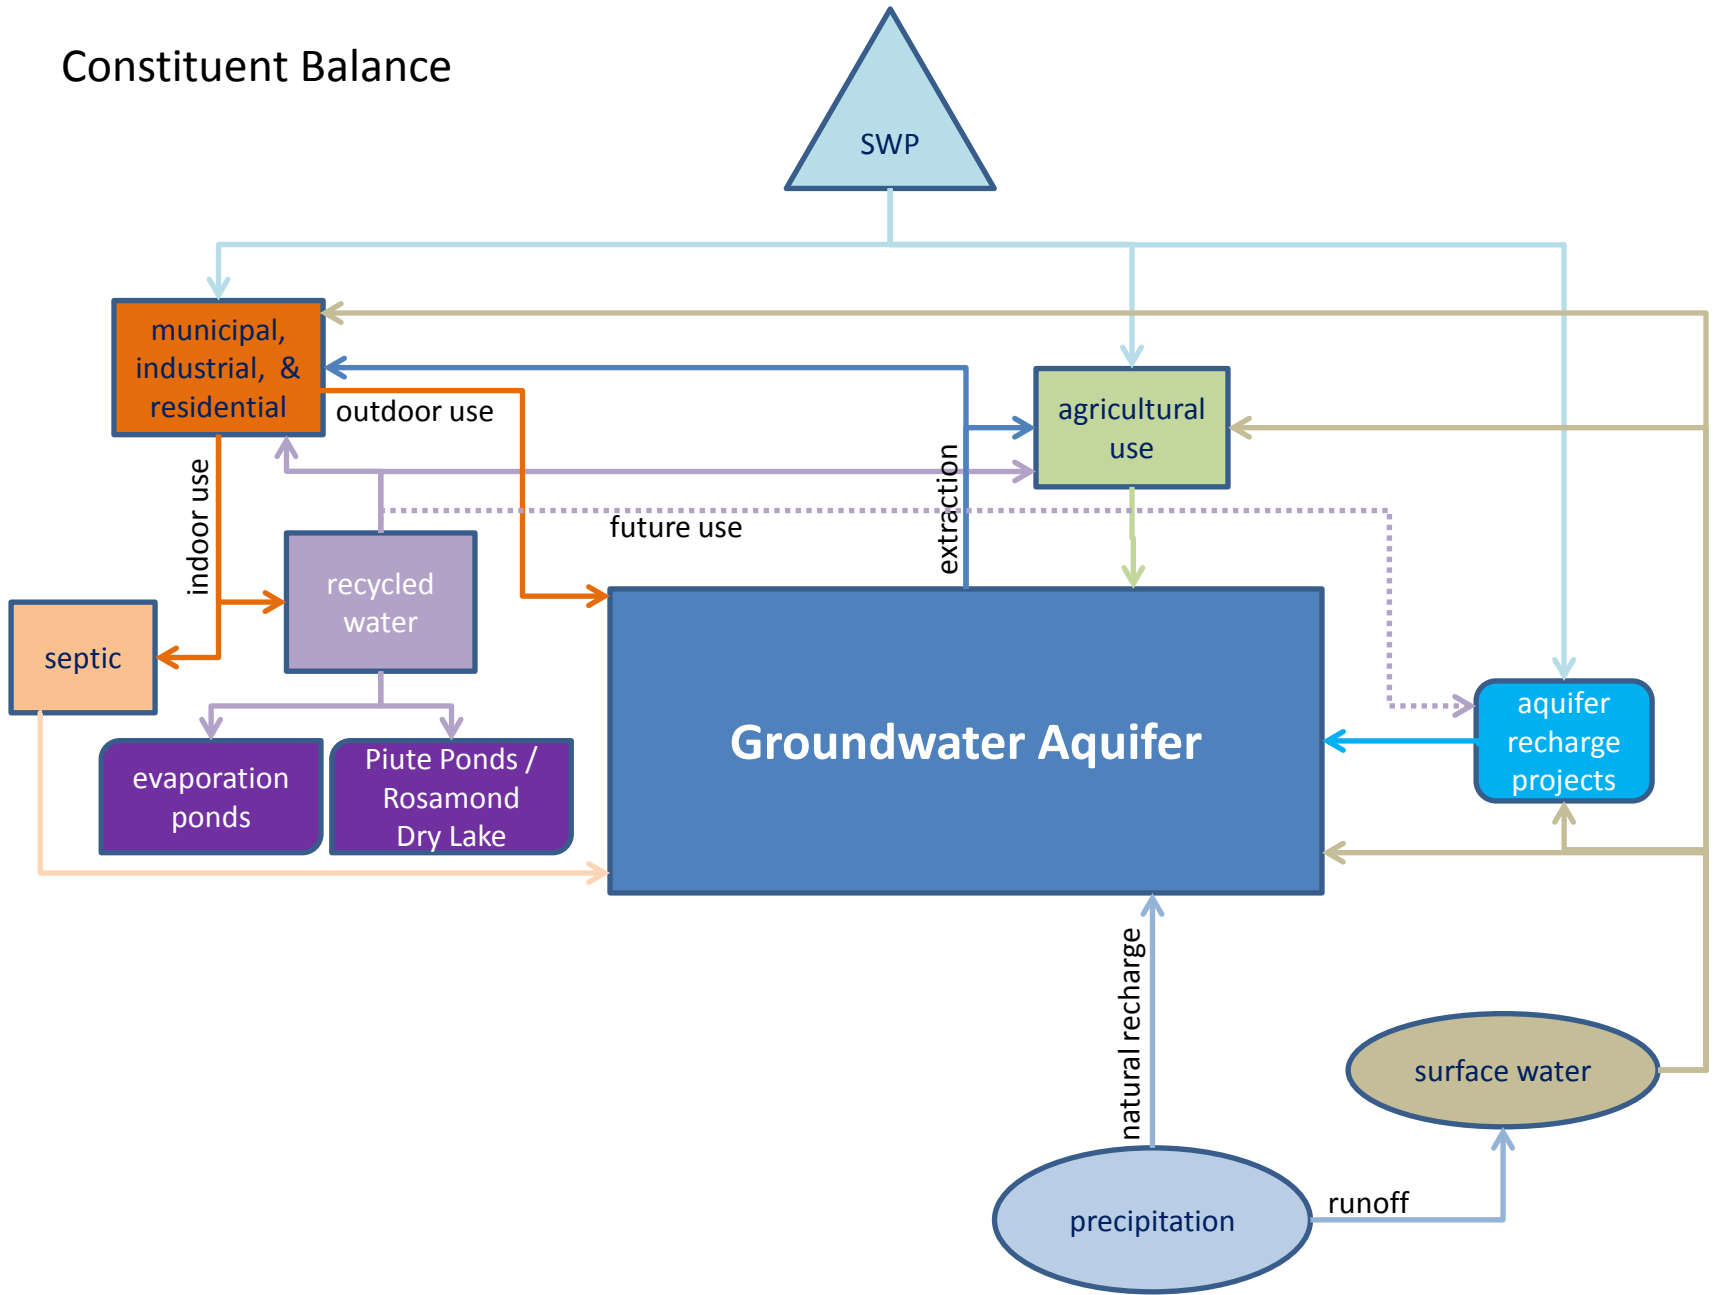 Constituent Balance
SWP
municipal,
industrial, &
residential
outdoor use
agricultural
use
indoor use
extraction
future use
recycled
water
septic
evaporation
ponds
Piute Ponds /
Rosamond
Dry Lake
Groundwater Aquifer
aquifer
recharge
projects
natural recharge
surface water
precipitation
runoff